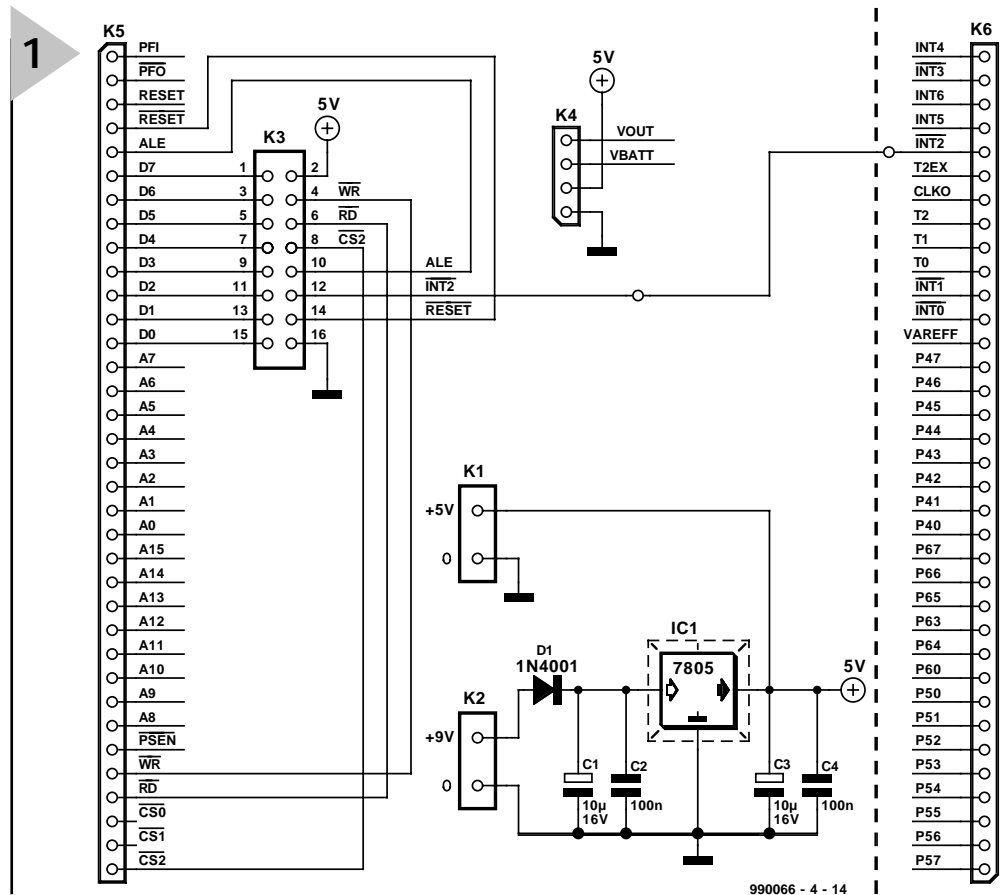 1
K5
PFI
PFO
RESET
RESET
ALE
D7
D6
D5
D4
D3
D2
D1
D0
A7
A6
A5
A4
A3
A2
A1
A0
A15
A14
A13
A12
A11
A10
A9
A8
PSEN
WR
RD
CS0
CS1
CS2
5V
K3
1 2
3 4 WR
5 6 RD
7 8 CS2
9 10 ALE
11 12 INT2
13 14 RESET
15 16
5V
K4
VOUT
VBATT
K1
+5V
0
K2
+9V
0
D1
1N4001
IC1
7805
5V
C1
10µ
16V
C2
100n
C3
10µ
16V
C4
100n
990066 - 4 - 14
K6
INT4
INT3
INT6
INT5
INT2
T2EX
CLKO
T2
T1
T0
INT1
INT0
VAREFF
P47
P46
P45
P44
P43
P42
P41
P40
P67
P66
P65
P63
P64
P60
P50
P51
P52
P53
P54
P55
P56
P57